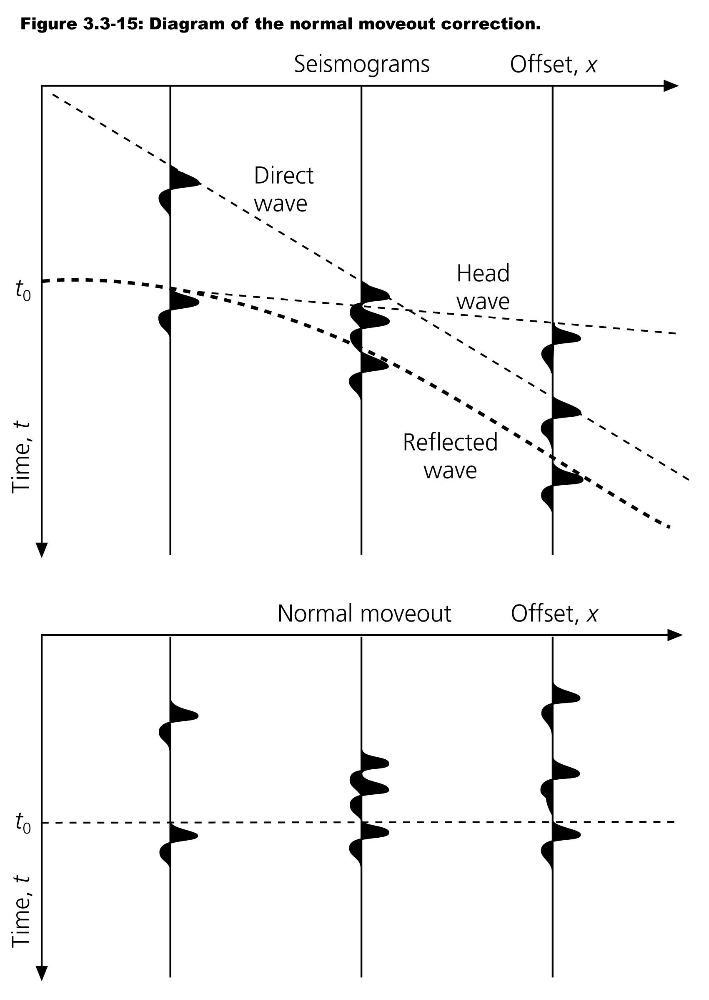 Figure 3.3-15: Diagram of the normal moveout correction.
Seismograms
Offset, x
Direct
wave
Head
wave
t0
Reflected
wave
Time, t
Normal moveout
Offset, x
t0
Time, t